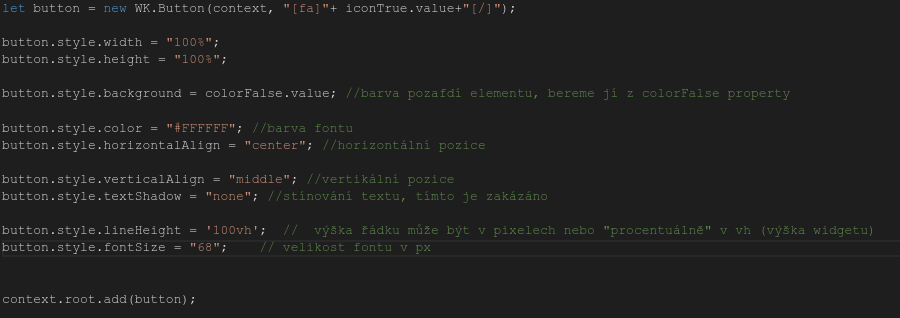 let button = new WK.Button(context, "[fa]"+ iconTrue.value+"[/]");
button.style.width = "100%";
button.style.height = "100%";
button.style.background = colorFalse.value; //barva pozafdí elementu, bereme jí z colorFalse property
button.style.color = "#FFFFFF"; //barva fontu
button.style.horizontalAlign = "center"; //horizontální pozice
button.style.verticalAlign = "middle"; //vertikální pozice
button.style.textShadow = "none"; //stínování textu, tímto je zakázáno
button.style.lineHeight = '100vh';  //  výška řádku může být v pixelech nebo "procentuálně" v vh (výška widgetu)
button.style.fontSize = "68";    // velikost fontu v px
context.root.add(button);